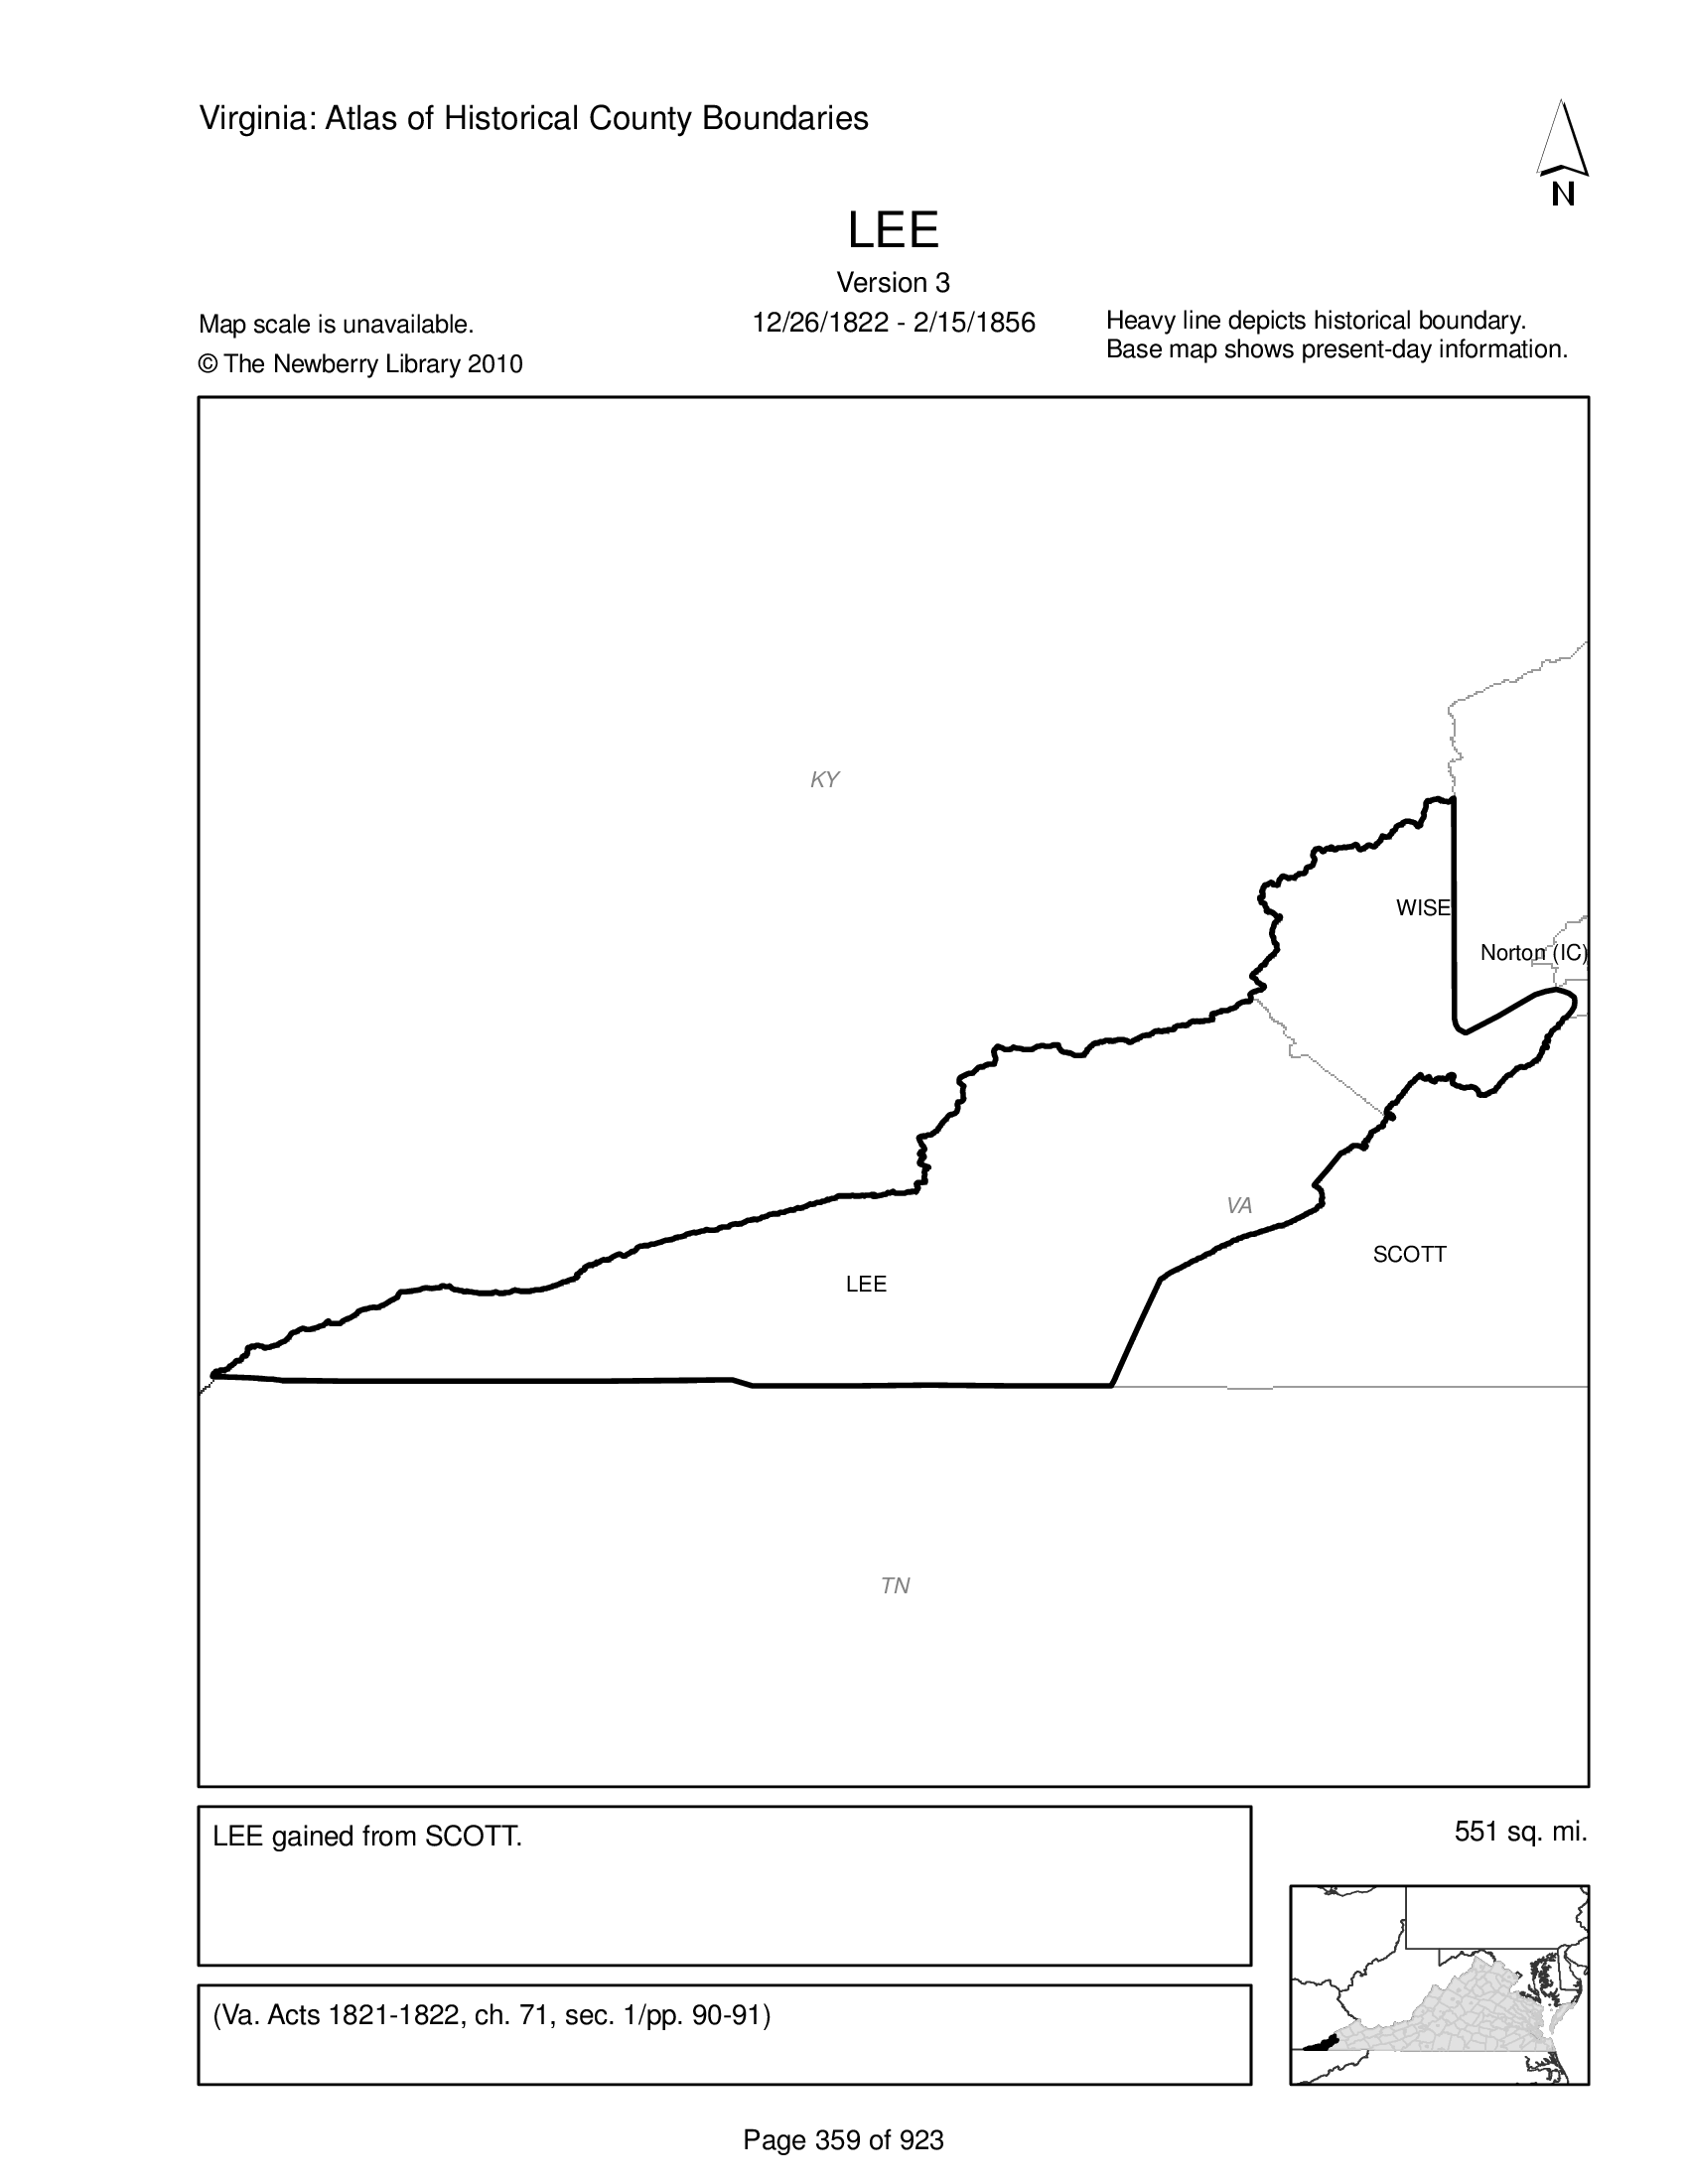 Virginia: Atlas of Historical County Boundaries
N
LEE
Version 3
Map scale is unavailable.
12/26/1822 - 2/15/1856
Heavy line depicts historical boundary.
© The Newberry Library 2010
Base map shows present-day information.
KY
WISE
Norton (IC)
VA
SCOTT
LEE
TN
LEE gained from SCOTT.
551 sq. mi.
(Va. Acts 1821-1822, ch. 71, sec. 1/pp. 90-91)
Page 359 of 923